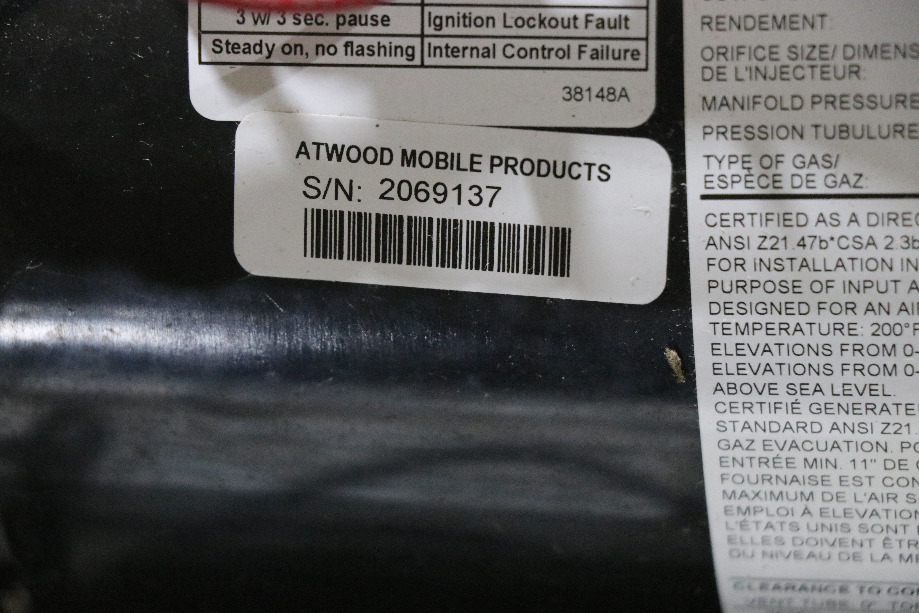 3 w/ 3 sec. pause Ignition Lockout Fault
Steady on, no flashing Internal Control Failure
38148A
ATWOOD MOBILE PRODUCTS
S/N: 2069137
RENDEMENT:
ORIFICE SIZE/ DIMENS
DE L'INJECTEUR:
MANIFOLD PRESSURE
PRESSION TUBULURE
TYPE OF GAS/
ESPÈCE DE GAZ:
CERTIFIED AS A DIREC
ANSI Z21.47b*CSA 2.3b
FOR INSTALLATION IN
PURPOSE OF INPUT A
DESIGNED FOR AN AI
TEMPERATURE: 200°F
ELEVATIONS FROM 0-
ELEVATIONS FROM 0-
ABOVE SEA LEVEL.
CERTIFIÉ GENERATE
STANDARD ANSI Z21.
GAZ EVACUATION. PO
ENTRÉE MIN. 11" DE C
FOURNAISE EST CON
MAXIMUM DE L'AIR S
EMPLOI À ELEVATION
L'ÉTATS UNIS SONT
ELLES DOIVENT ÊTR
DU NIVEAU DE LA ME
CLEARANCE TO CO